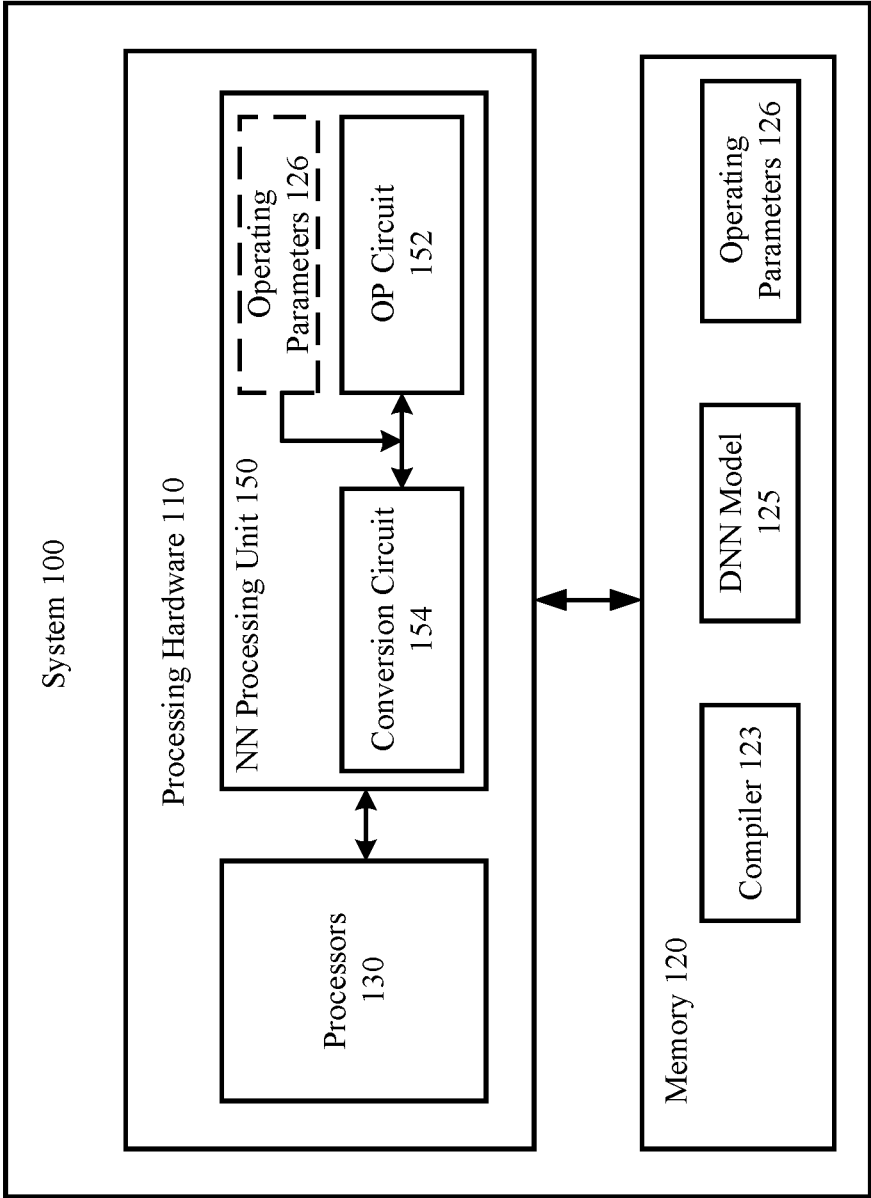 System 100
Processing Hardware 110
Processors
130
NN Processing Unit 150
Operating
Parameters 126
Conversion Circuit
154
OP Circuit
152
Memory 120
Compiler 123
DNN Model
125
Operating
Parameters 126